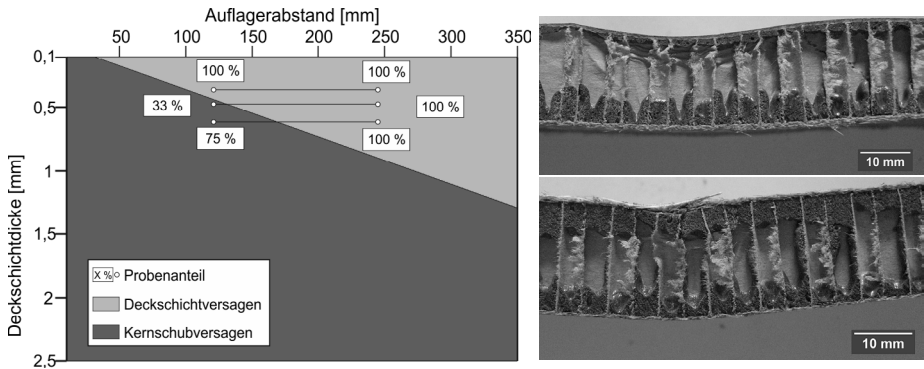 Auflagerabstand [mm]
50 100 150 200 250 300 350
Deckschichtdicke [mm]
0,1
0,5
1
1,5
2
2,5
100 % 100 %
33 % 100 %
75 % 100 %
X % Probenanteil
Deckschichtversagen
Kernschubversagen
10 mm
10 mm